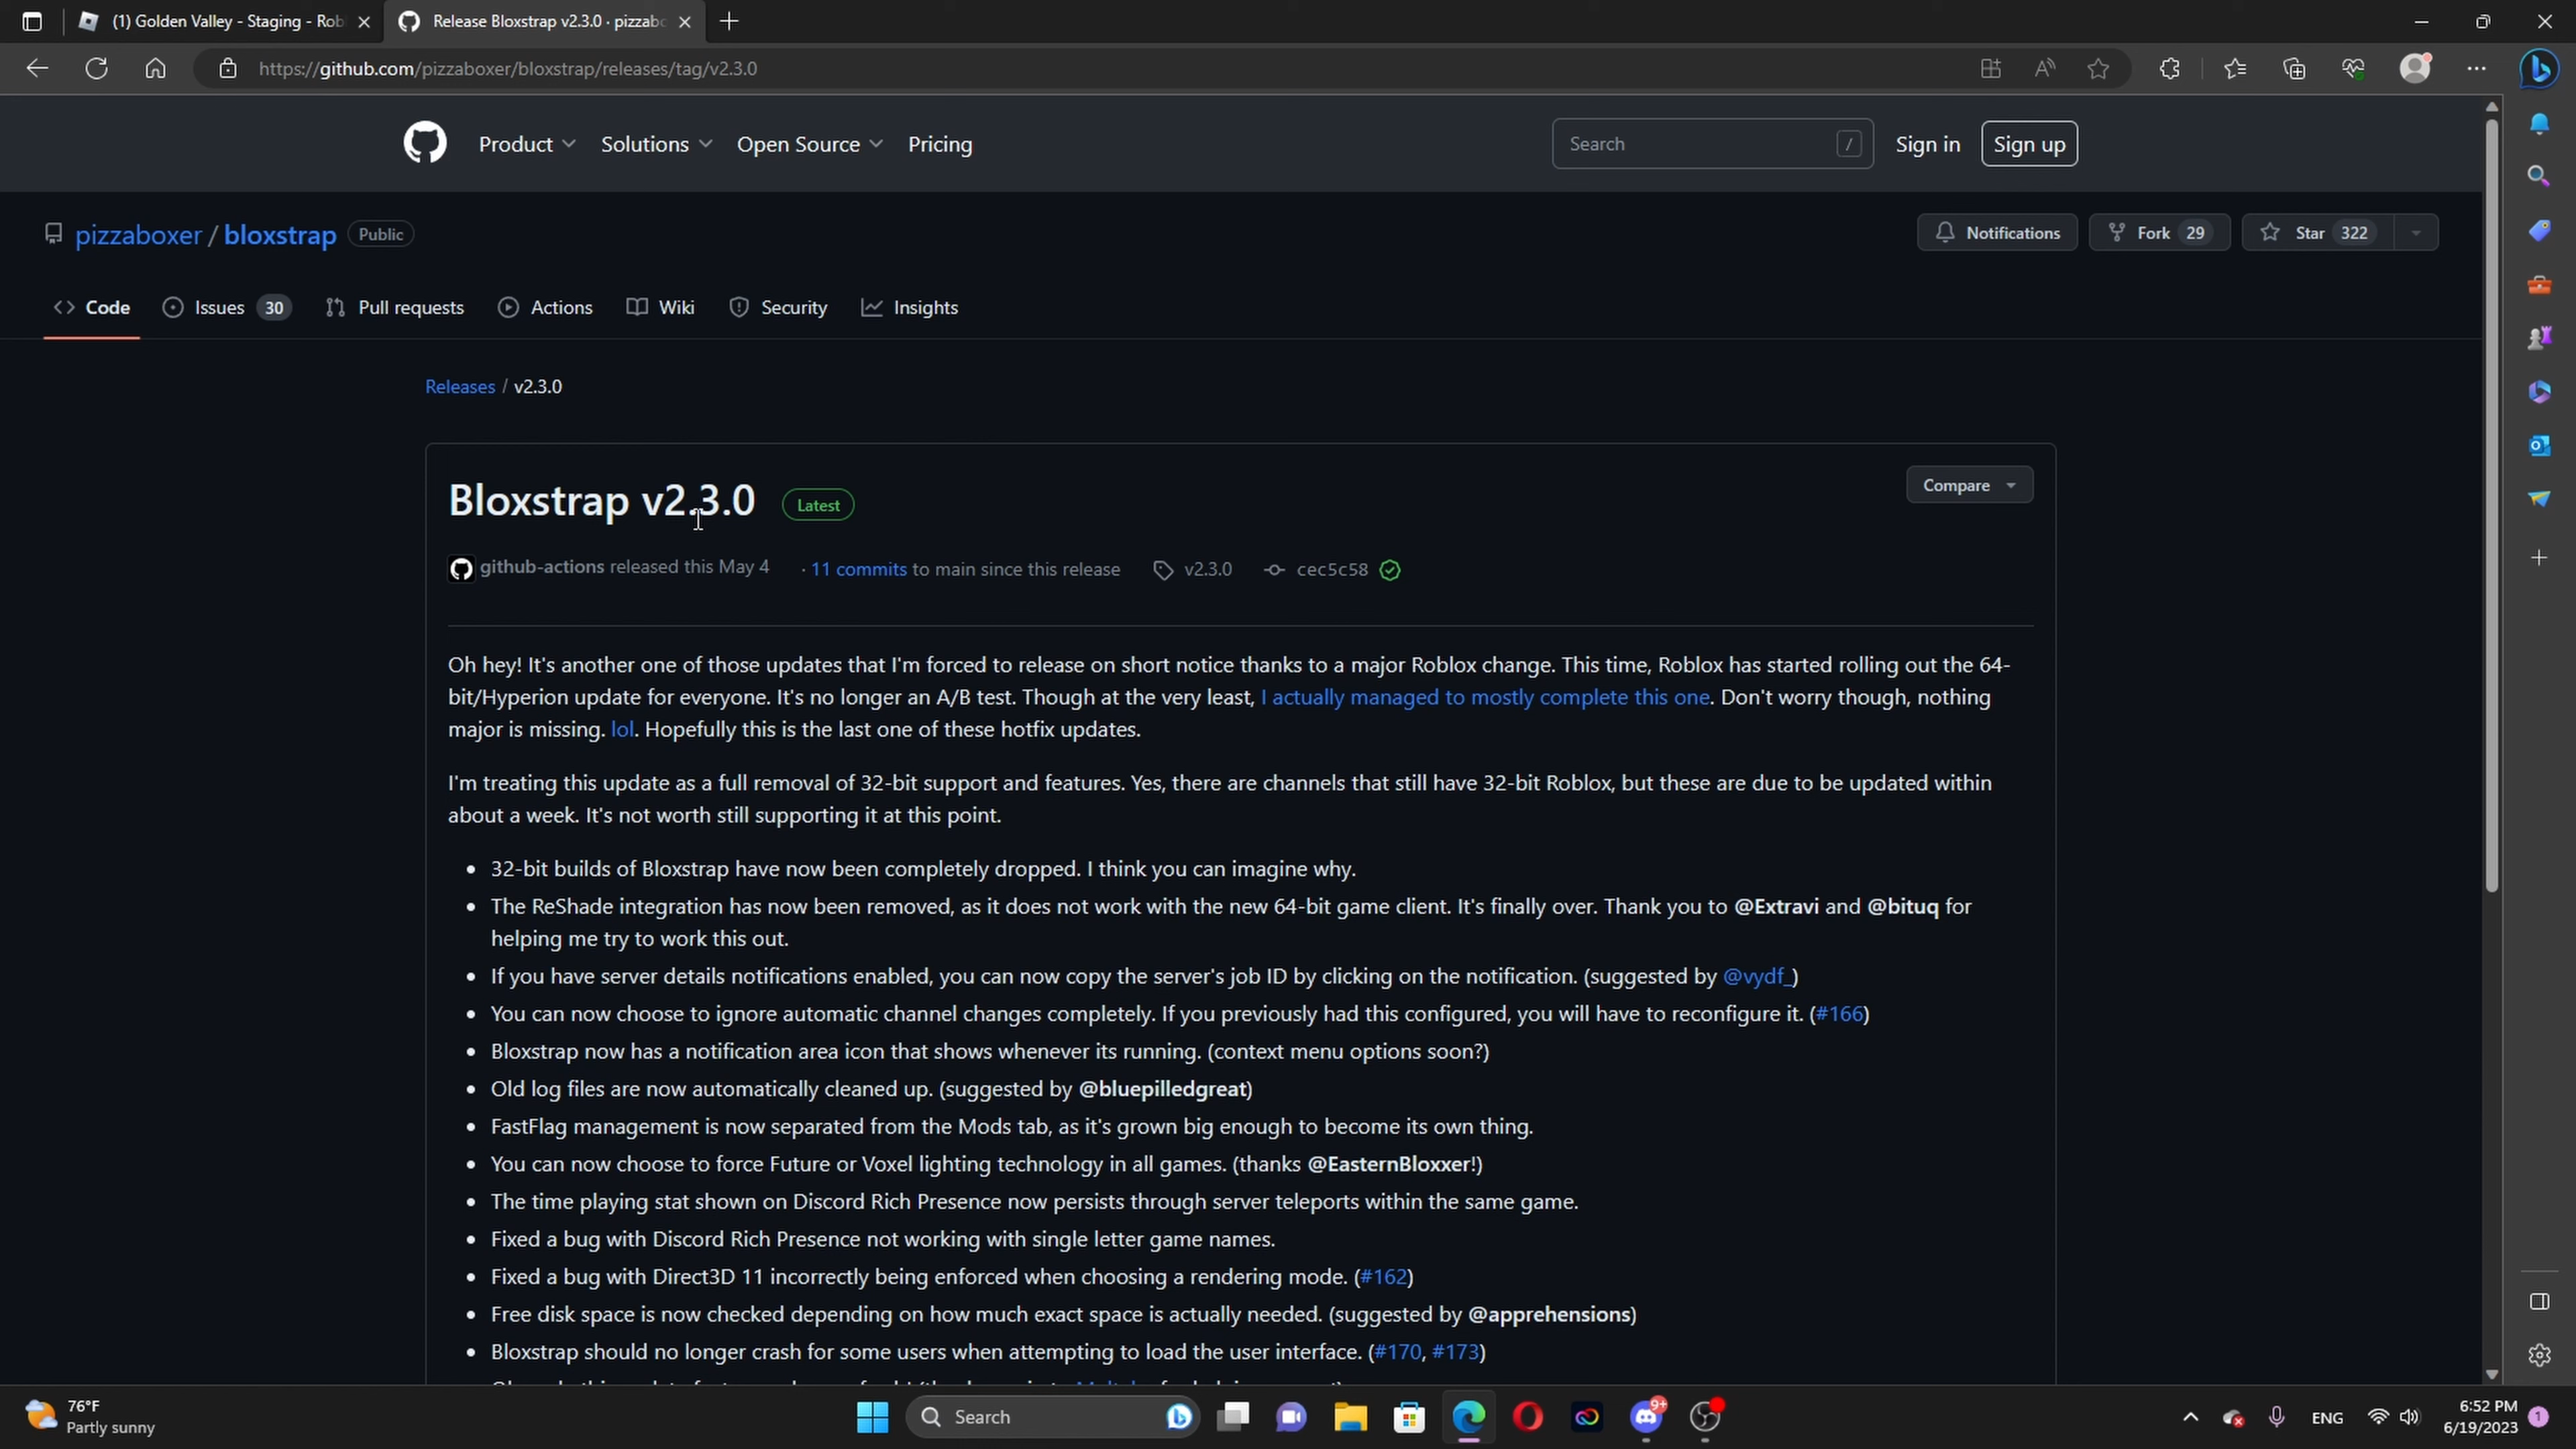 (1) Golden Valley - Staging - Rob
Release Bloxstrap v2.3.0 · pizzabo
https://github.com/pizzaboxer/bloxstrap/releases/tag/v2.3.0
Product Solutions Open Source Pricing
Search /
Sign in
Sign up
pizzaboxer / bloxstrap Public
Notifications
Fork 29
Star 322
Code Issues 30 Pull requests Actions Wiki Security Insights
Releases / v2.3.0
Bloxstrap v2.3.0 Latest
Compare
github-actions released this May 4 · 11 commits to main since this release v2.3.0 cec5c58
Oh hey! It's another one of those updates that I'm forced to release on short notice thanks to a major Roblox change. This time, Roblox has started rolling out the 64-
bit/Hyperion update for everyone. It's no longer an A/B test. Though at the very least, I actually managed to mostly complete this one. Don't worry though, nothing
major is missing. lol. Hopefully this is the last one of these hotfix updates.
I'm treating this update as a full removal of 32-bit support and features. Yes, there are channels that still have 32-bit Roblox, but these are due to be updated within
about a week. It's not worth still supporting it at this point.
• 32-bit builds of Bloxstrap have now been completely dropped. I think you can imagine why.
• The ReShade integration has now been removed, as it does not work with the new 64-bit game client. It's finally over. Thank you to @Extravi and @bituq for
helping me try to work this out.
• If you have server details notifications enabled, you can now copy the server's job ID by clicking on the notification. (suggested by @vydf_)
• You can now choose to ignore automatic channel changes completely. If you previously had this configured, you will have to reconfigure it. (#166)
• Bloxstrap now has a notification area icon that shows whenever its running. (context menu options soon?)
• Old log files are now automatically cleaned up. (suggested by @bluepilledgreat)
• FastFlag management is now separated from the Mods tab, as it's grown big enough to become its own thing.
• You can now choose to force Future or Voxel lighting technology in all games. (thanks @EasternBloxxer!)
• The time playing stat shown on Discord Rich Presence now persists through server teleports within the same game.
• Fixed a bug with Discord Rich Presence not working with single letter game names.
• Fixed a bug with Direct3D 11 incorrectly being enforced when choosing a rendering mode. (#162)
• Free disk space is now checked depending on how much exact space is actually needed. (suggested by @apprehensions)
• Bloxstrap should no longer crash for some users when attempting to load the user interface. (#170, #173)
76°F
Partly sunny
Search
9+
ENG
6:52 PM
6/19/2023
1